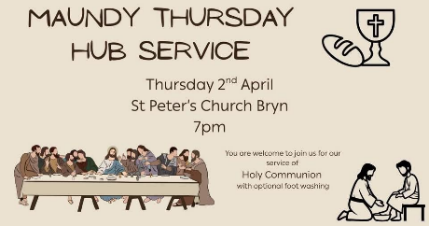 MAUNDY THURSDAY
HUB SERVICE
Thursday 2nd April
St Peter's Church Bryn
7pm
You are welcome to join us for our
service of
Holy Communion
with optional foot washing